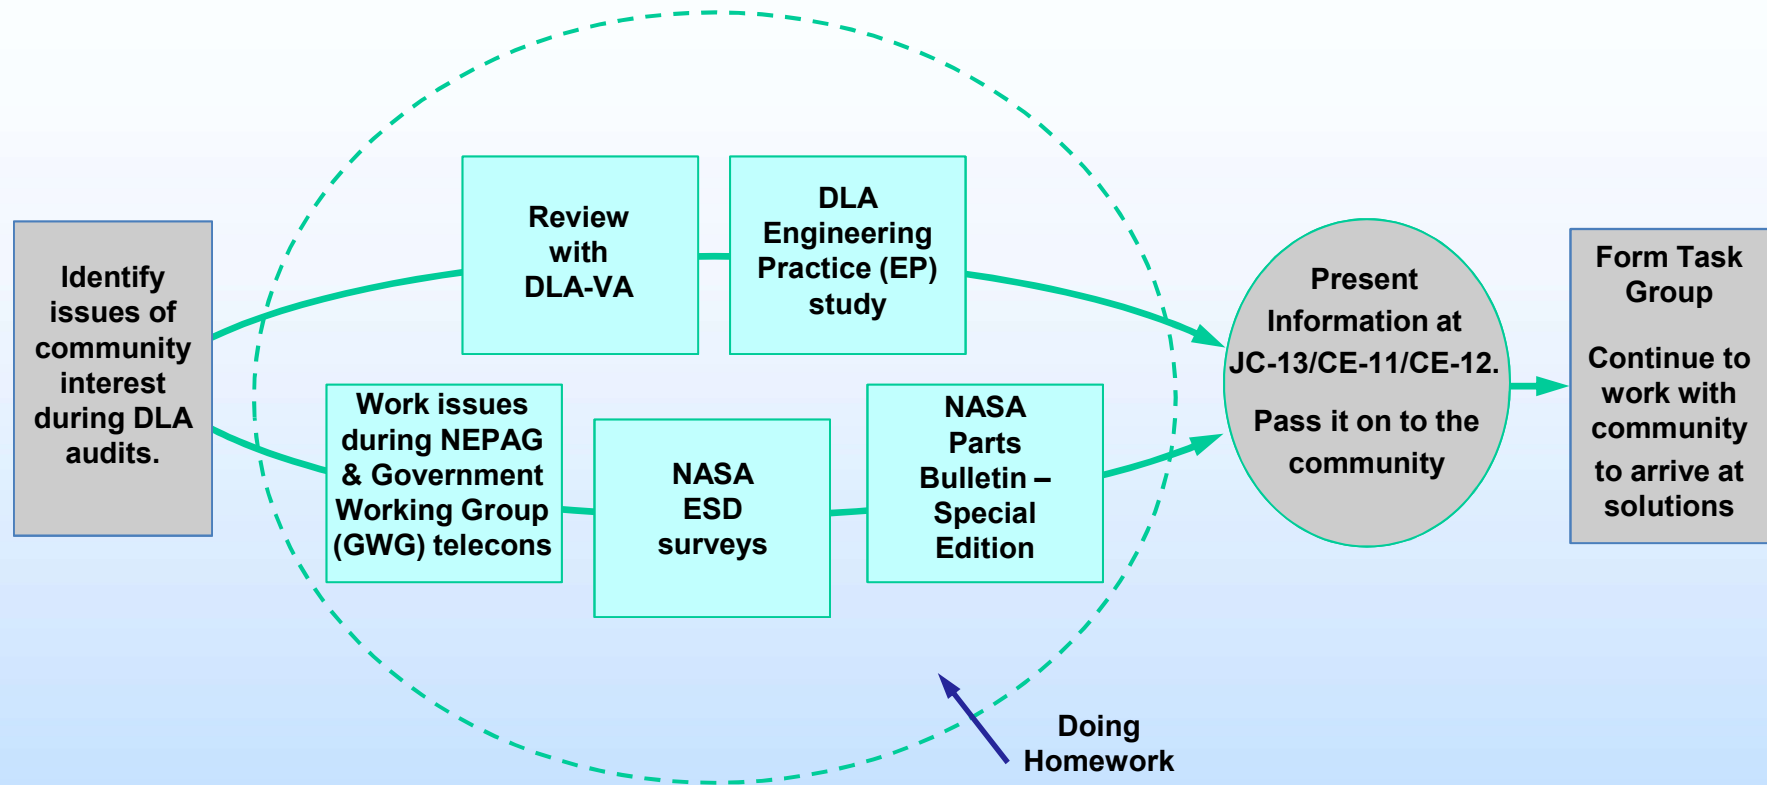 Identify
issues of
community
interest
during DLA
audits.
Review
with
DLA-VA
DLA
Engineering
Practice (EP)
study
Work issues
during NEPAG
& Government
Working Group
(GWG) telecons
NASA
ESD
surveys
NASA
Parts
Bulletin –
Special
Edition
Present
Information at
JC-13/CE-11/CE-12.
Pass it on to the
community
Form Task
Group
Continue to
work with
community
to arrive at
solutions
Doing
Homework